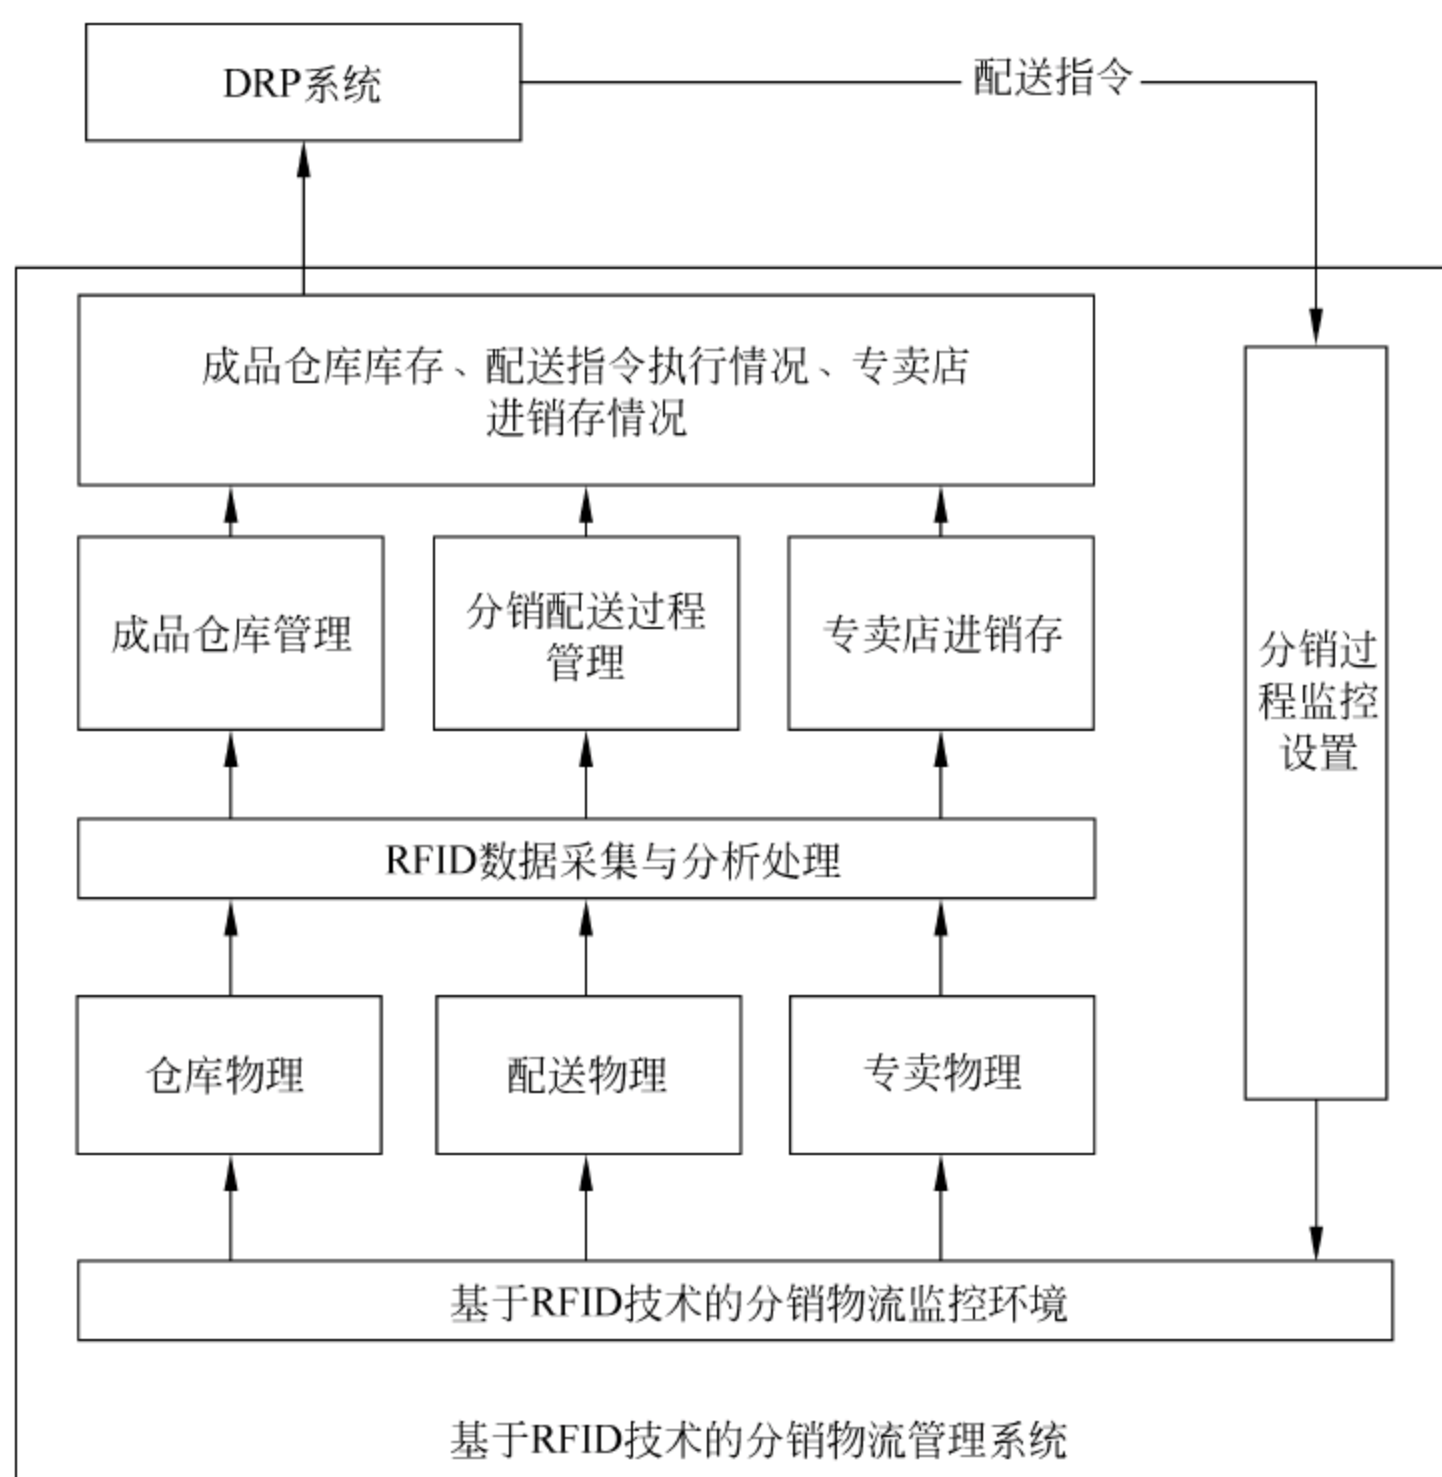 DRP系统
配送指令
成品仓库库存、配送指令执行情况、专卖店
进销存情况
成品仓库管理
分销配送过程
管理
专卖店进销存
分销过
程监控
设置
RFID数据采集与分析处理
仓库物理
配送物理
专卖物理
基于RFID技术的分销物流监控环境
基于RFID技术的分销物流管理系统